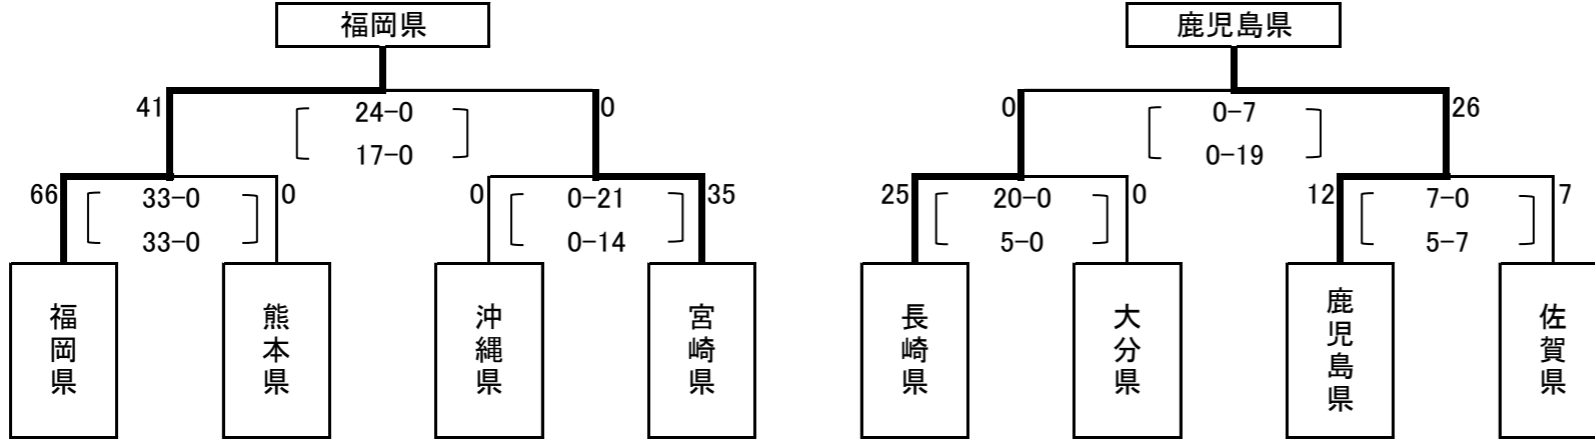 福岡県 鹿児島県
41 24-0 0 0 0-7 26
17-0 0-19
66 33-0 0 0 0-21 35 25 20-0 0 12 7-0 7
33-0 0-14 5-0 5-7
福岡県 熊本県 沖縄県 宮崎県 長崎県 大分県 鹿児島県 佐賀県